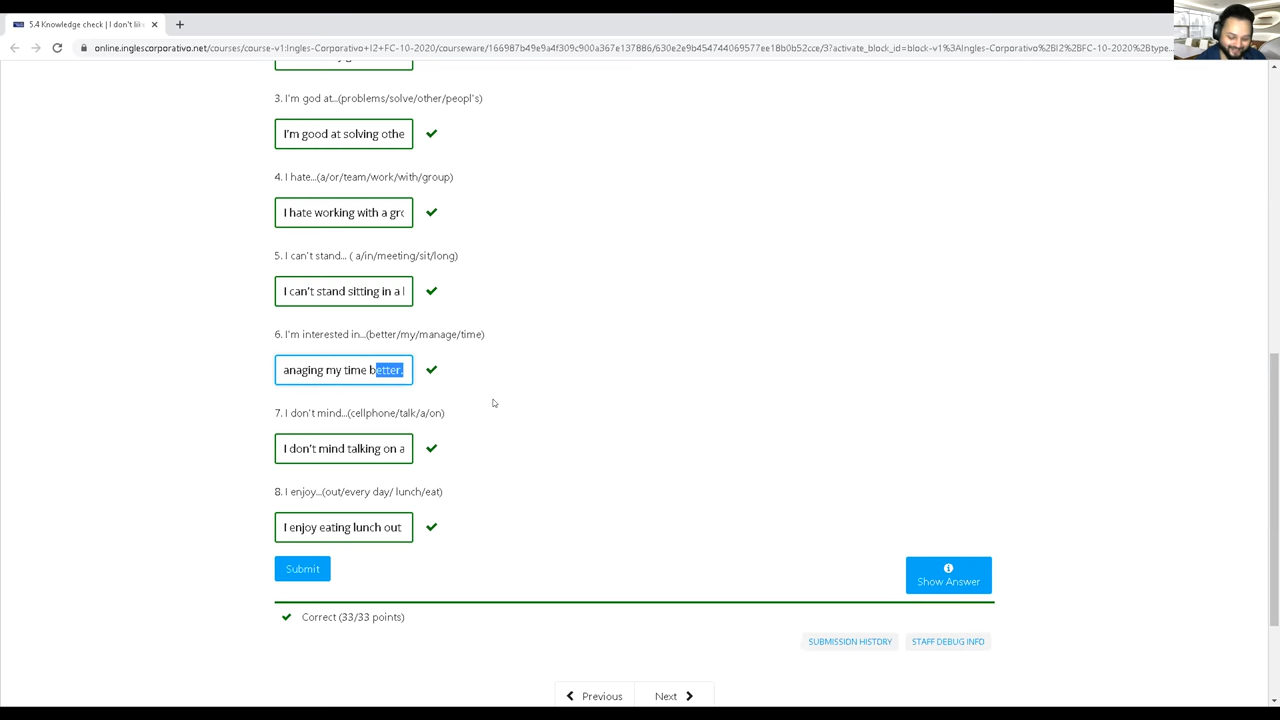 5.4 Knowledge check | I don't lik
online.inglescorporativo.net/courses/course-v1:Ingles-Corporativo+I2+FC-10-2020/courseware/166987b49e9a4f309c900a367e137886/630e2e9b454744069577ee18b0b52cce/3?activate_block_id=block-v1%3AIngles-Corporativo%2BI2%2BFC-10-2020%2Btype...
3. I'm god at...(problems/solve/other/peopl's)
I'm good at solving othe
4. I hate...(a/or/team/work/with/group)
I hate working with a gro
5. I can't stand... ( a/in/meeting/sit/long)
I can't stand sitting in a l
6. I'm interested in...(better/my/manage/time)
anaging my time better.
7. I don't mind...(cellphone/talk/a/on)
I don't mind talking on a
8. I enjoy...(out/every day/ lunch/eat)
I enjoy eating lunch out
Submit
Show Answer
Correct (33/33 points)
SUBMISSION HISTORY STAFF DEBUG INFO
Previous Next